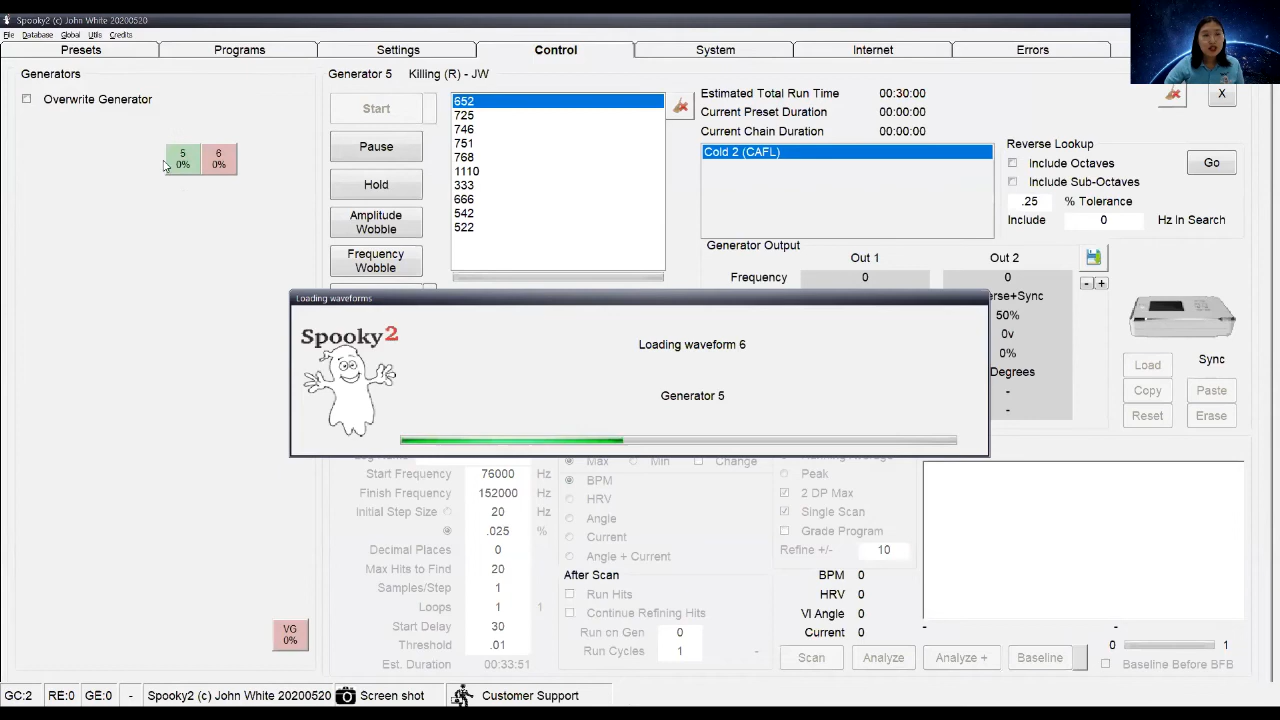 Spooky2 (c) John White 20200520
File Database Global Utils Credits
Presets Programs Settings Control System Internet Errors
Generators
Overwrite Generator
5
0%
6
0%
VG
0%
Generator 5 Killing (R) - JW
Start
Pause
Hold
Amplitude
Wobble
Frequency
Wobble
652
725
746
751
768
1110
333
666
542
522
Estimated Total Run Time 00:30:00
Current Preset Duration 00:00:00
Current Chain Duration 00:00:00
Cold 2 (CAFL)
X
Reverse Lookup
Include Octaves
Go
Include Sub-Octaves
.25 % Tolerance
Include 0 Hz In Search
Generator Output
Out 1 Out 2
Frequency 0 0
erse+Sync
50%
0v
0%
Degrees
-
-
- +
Sync
Load
Copy Paste
Reset Erase
Loading waveforms
Spooky2
Loading waveform 6
Generator 5
Start Frequency 76000 Hz
Finish Frequency 152000 Hz
Initial Step Size 20 Hz
.025 %
Decimal Places 0
Max Hits to Find 20
Samples/Step 1
Loops 1 1
Start Delay 30
Threshold .01
Est. Duration 00:33:51
Max Min Change
BPM
HRV
Angle
Current
Angle + Current
After Scan
Run Hits
Continue Refining Hits
Run on Gen 0
Run Cycles 1 -
Running Average
Peak
2 DP Max
Single Scan
Grade Program
Refine +/- 10
BPM 0
HRV 0
VI Angle 0
Current 0
- -
0 1
Scan Analyze Analyze + Baseline
Baseline Before BFB
GC:2 RE:0 GE:0 - Spooky2 (c) John White 20200520 Screen shot Customer Support